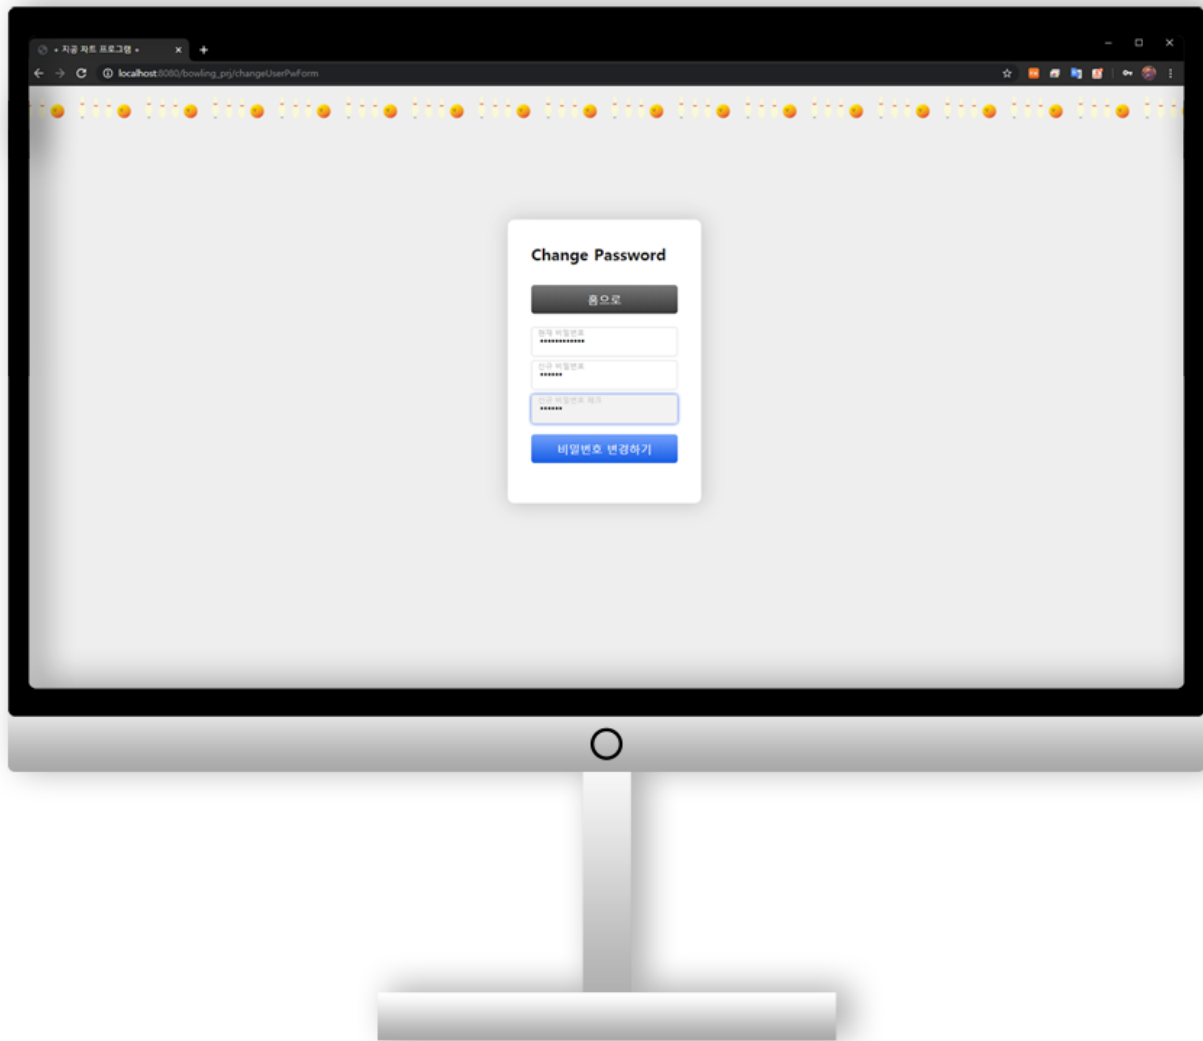 • 지공 차트 프로그램 •
localhost:8080/bowling_prj/changeUserPwForm
Change Password
홈으로
현재 비밀번호
••••••••••••
신규 비밀번호
••••••
신규 비밀번호 체크
••••••
비밀번호 변경하기